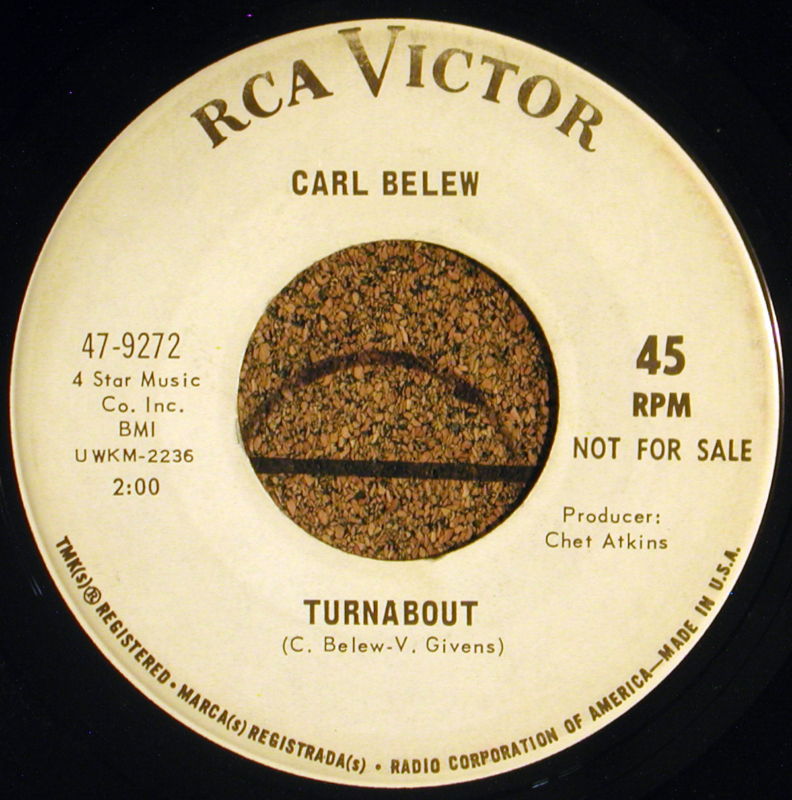 RCA VICTOR
CARL BELEW
47-9272
4 Star Music
Co. Inc.
BMI
UWKM-2236
2:00
45
RPM
NOT FOR SALE
Producer:
Chet Atkins
TURNABOUT
(C. Belew-V. Givens)
TMK(s) ® REGISTERED • MARCA(s) REGISTRADA(s) • RADIO CORPORATION OF AMERICA—MADE IN U.S.A.